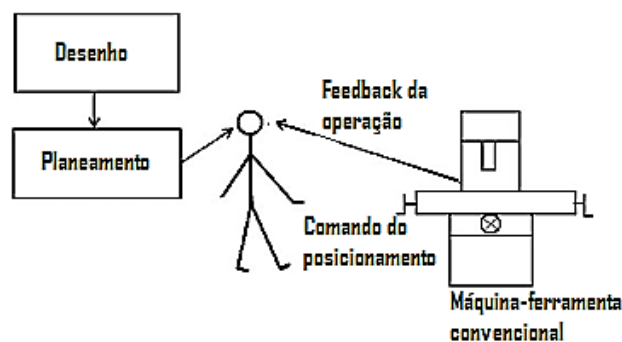 Desenho
Planeamento
Feedback da
operação
Comando do
posicionamento
Máquina-ferramenta
convencional